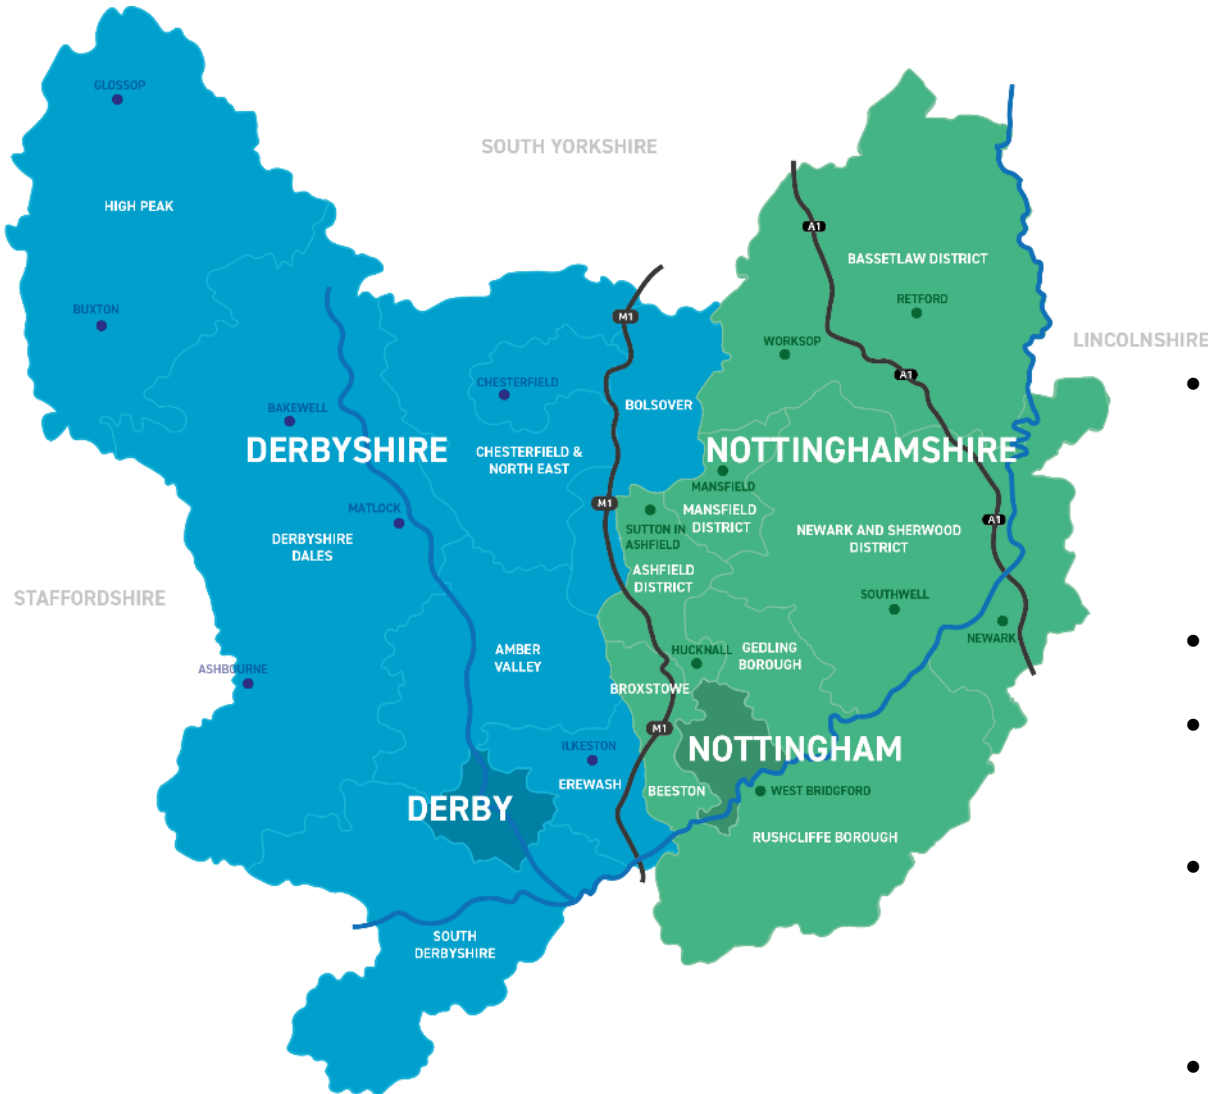 GLOSSOP
SOUTH YORKSHIRE
HIGH PEAK
A1
BASSETLAW DISTRICT
RETFORD
BUXTON
M1
WORKSOP
LINCOLNSHIRE
A1
CHESTERFIELD
BAKEWELL
BOLSOVER
DERBYSHIRE
NOTTINGHAMSHIRE
CHESTERFIELD &
NORTH EAST
MANSFIELD
M1
MATLOCK
MANSFIELD
DISTRICT
A1
SUTTON IN
ASHFIELD
NEWARK AND SHERWOOD
DISTRICT
DERBYSHIRE
DALES
ASHFIELD
DISTRICT
STAFFORDSHIRE
SOUTHWELL
NEWARK
AMBER
VALLEY
HUCKNALL
GEDLING
BOROUGH
ASHBOURNE
BROXSTOWE
M1
ILKESTON
NOTTINGHAM
EREWASH
BEESTON
WEST BRIDGFORD
DERBY
RUSHCLIFFE BOROUGH
SOUTH
DERBYSHIRE